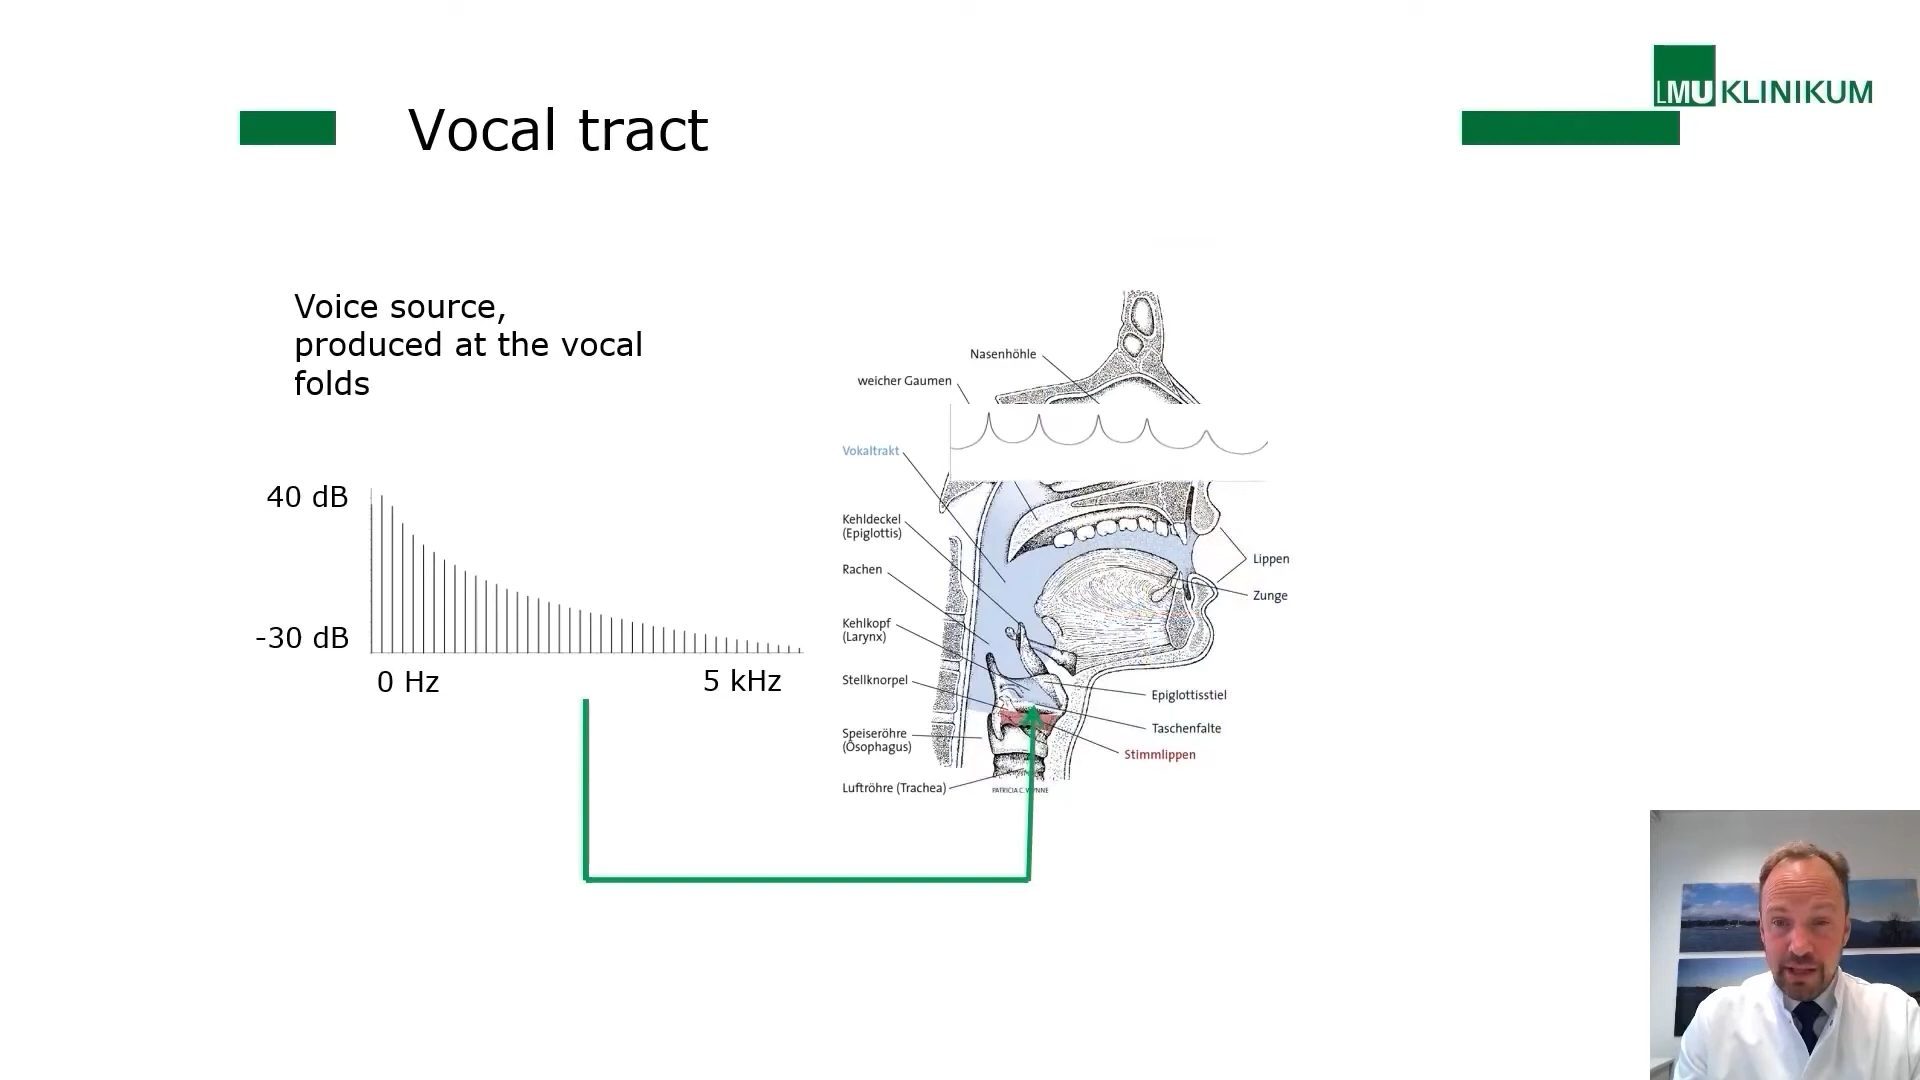 LMU KLINIKUM
Vocal tract
Voice source,
produced at the vocal
folds
40 dB
-30 dB
0 Hz
5 kHz
Nasenhöhle
weicher Gaumen
Vokaltrakt
Kehldeckel
(Epiglottis)
Rachen
Kehlkopf
(Larynx)
Stellknorpel
Speiseröhre
(Ösophagus)
Luftröhre (Trachea)
Lippen
Zunge
Epiglottisstiel
Taschenfalte
Stimmlippen
PATRICIA C.